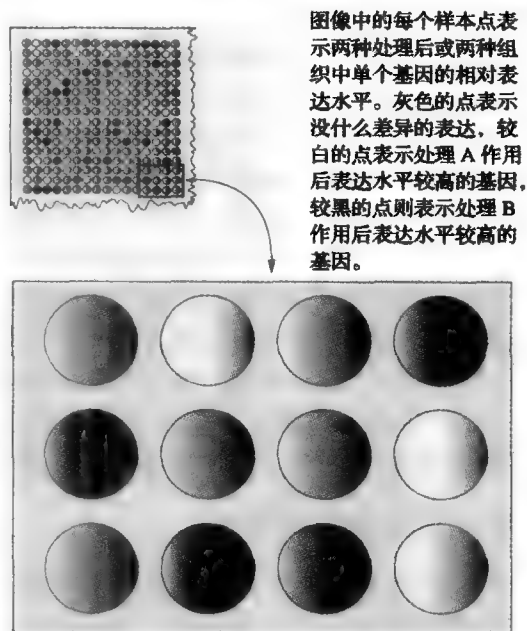 图像中的每个样本点表
示两种处理后或两种组
织中单个基因的相对表
达水平。灰色的点表示
没什么差异的表达，较
白的点表示处理 A 作用
后表达水平较高的基因，
较黑的点则表示处理 B
作用后表达水平较高的
基因。